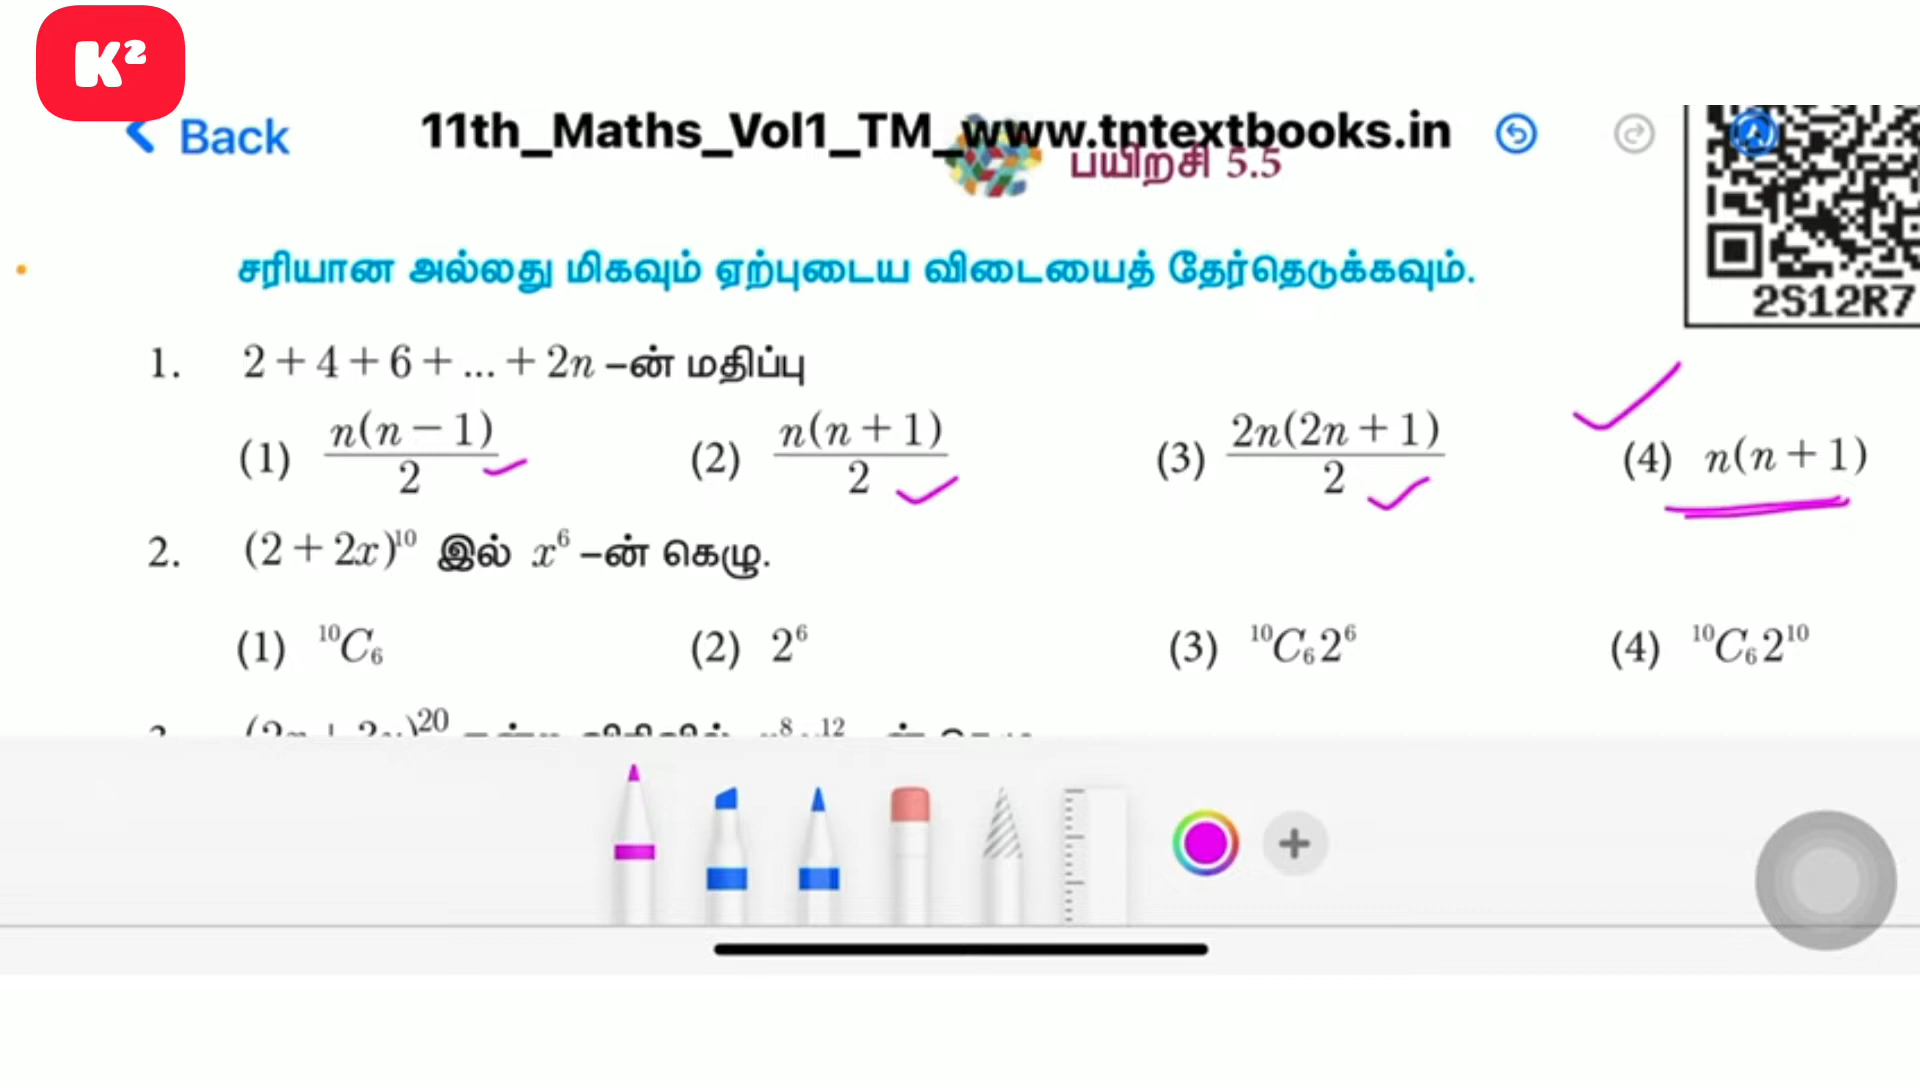 K²
Back 11th_Maths_Vol1_TM_www.tntextbooks.in
பயிற்சி 5.5
சரியான அல்லது மிகவும் ஏற்புடைய விடையைத் தேர்தெடுக்கவும்.
2S12R7
1. 2 + 4 + 6 + ... + 2n –ன் மதிப்பு
(1) n(n − 1)/2 (2) n(n + 1)/2 (3) 2n(2n + 1)/2 (4) n(n + 1)
2. (2 + 2x)¹⁰ இல் x⁶ –ன் கெழு.
(1) ¹⁰C₆ (2) 2⁶ (3) ¹⁰C₆2⁶ (4) ¹⁰C₆2¹⁰